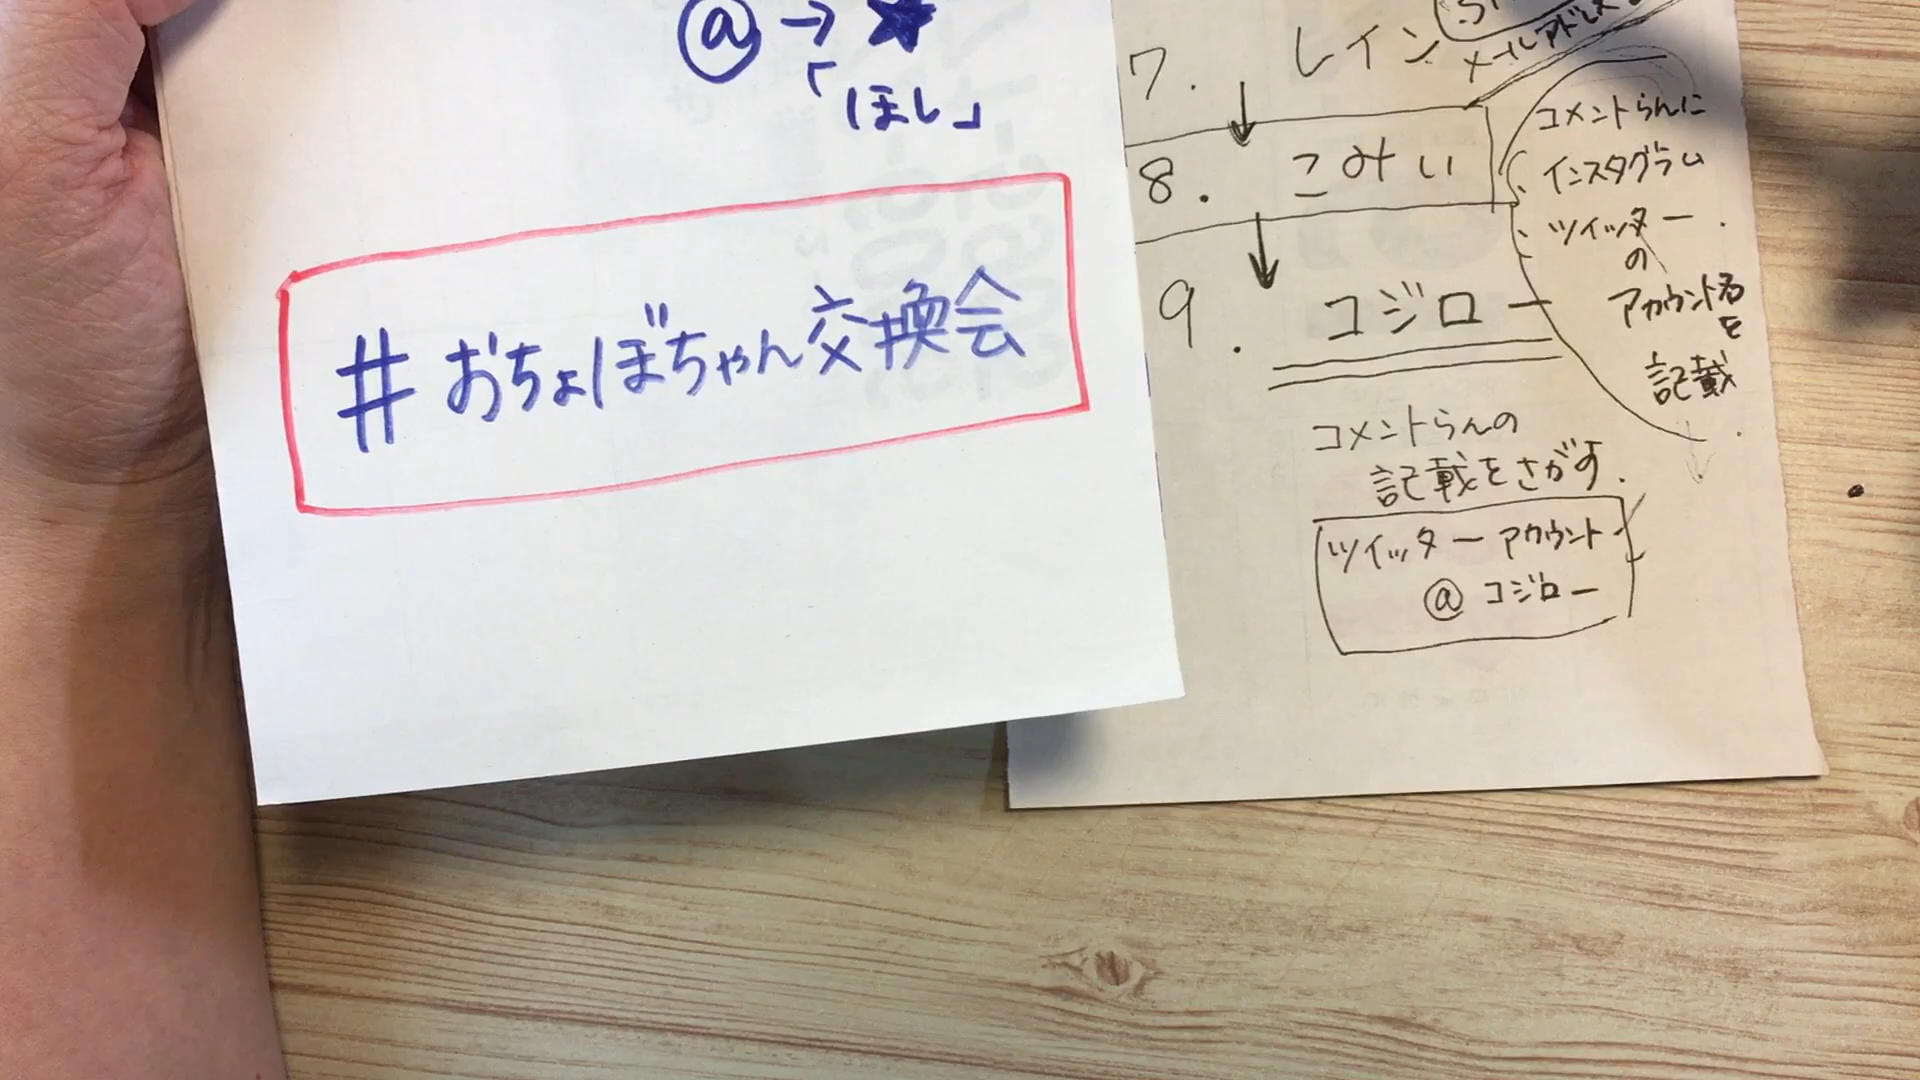 @→★
「ほし」
#おちょぼちゃん交換会
7. レイン
メールアドレス
8. こみい
9. コジロー
コメントらんに
インスタグラム
ツイッター
の
アカウント名
を
記載
コメントらんの
記載をさがす.
ツイッターアカウント
@コジロー